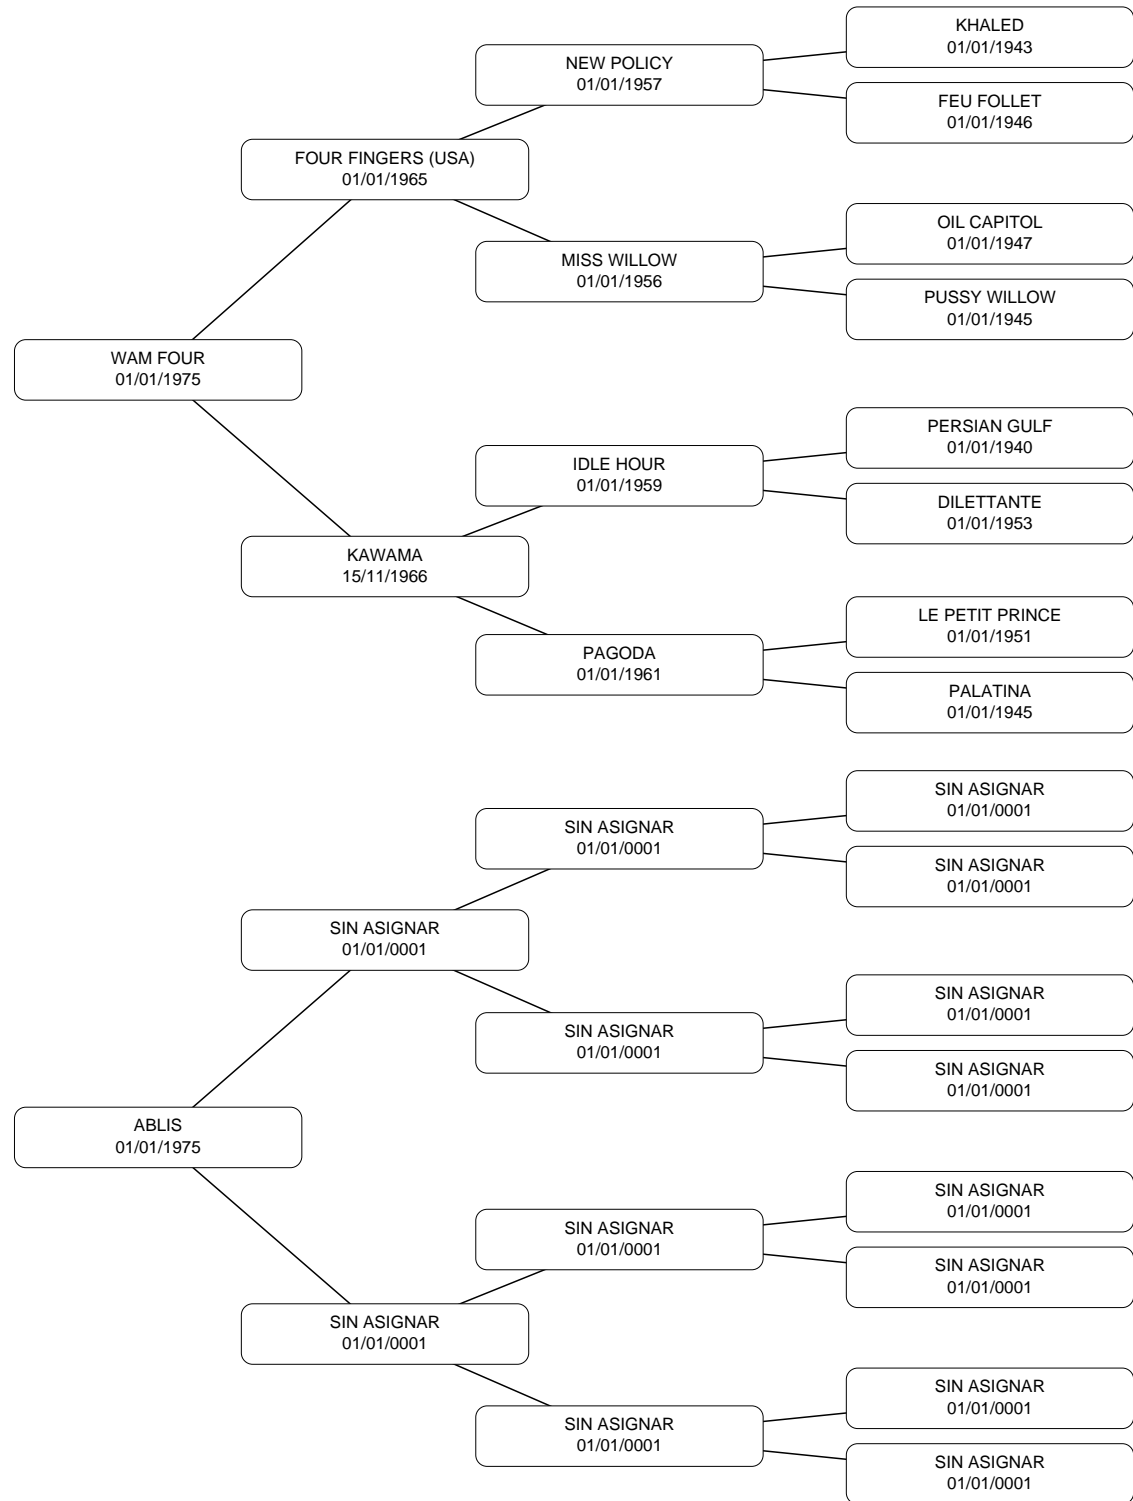 KHALED
01/01/1943
NEW POLICY
01/01/1957
FEU FOLLET
01/01/1946
FOUR FINGERS (USA)
01/01/1965
OIL CAPITOL
01/01/1947
MISS WILLOW
01/01/1956
PUSSY WILLOW
01/01/1945
WAM FOUR
01/01/1975
PERSIAN GULF
01/01/1940
IDLE HOUR
01/01/1959
DILETTANTE
01/01/1953
KAWAMA
15/11/1966
LE PETIT PRINCE
01/01/1951
PAGODA
01/01/1961
PALATINA
01/01/1945
SIN ASIGNAR
01/01/0001
SIN ASIGNAR
01/01/0001
SIN ASIGNAR
01/01/0001
SIN ASIGNAR
01/01/0001
SIN ASIGNAR
01/01/0001
SIN ASIGNAR
01/01/0001
SIN ASIGNAR
01/01/0001
ABLIS
01/01/1975
SIN ASIGNAR
01/01/0001
SIN ASIGNAR
01/01/0001
SIN ASIGNAR
01/01/0001
SIN ASIGNAR
01/01/0001
SIN ASIGNAR
01/01/0001
SIN ASIGNAR
01/01/0001
SIN ASIGNAR
01/01/0001